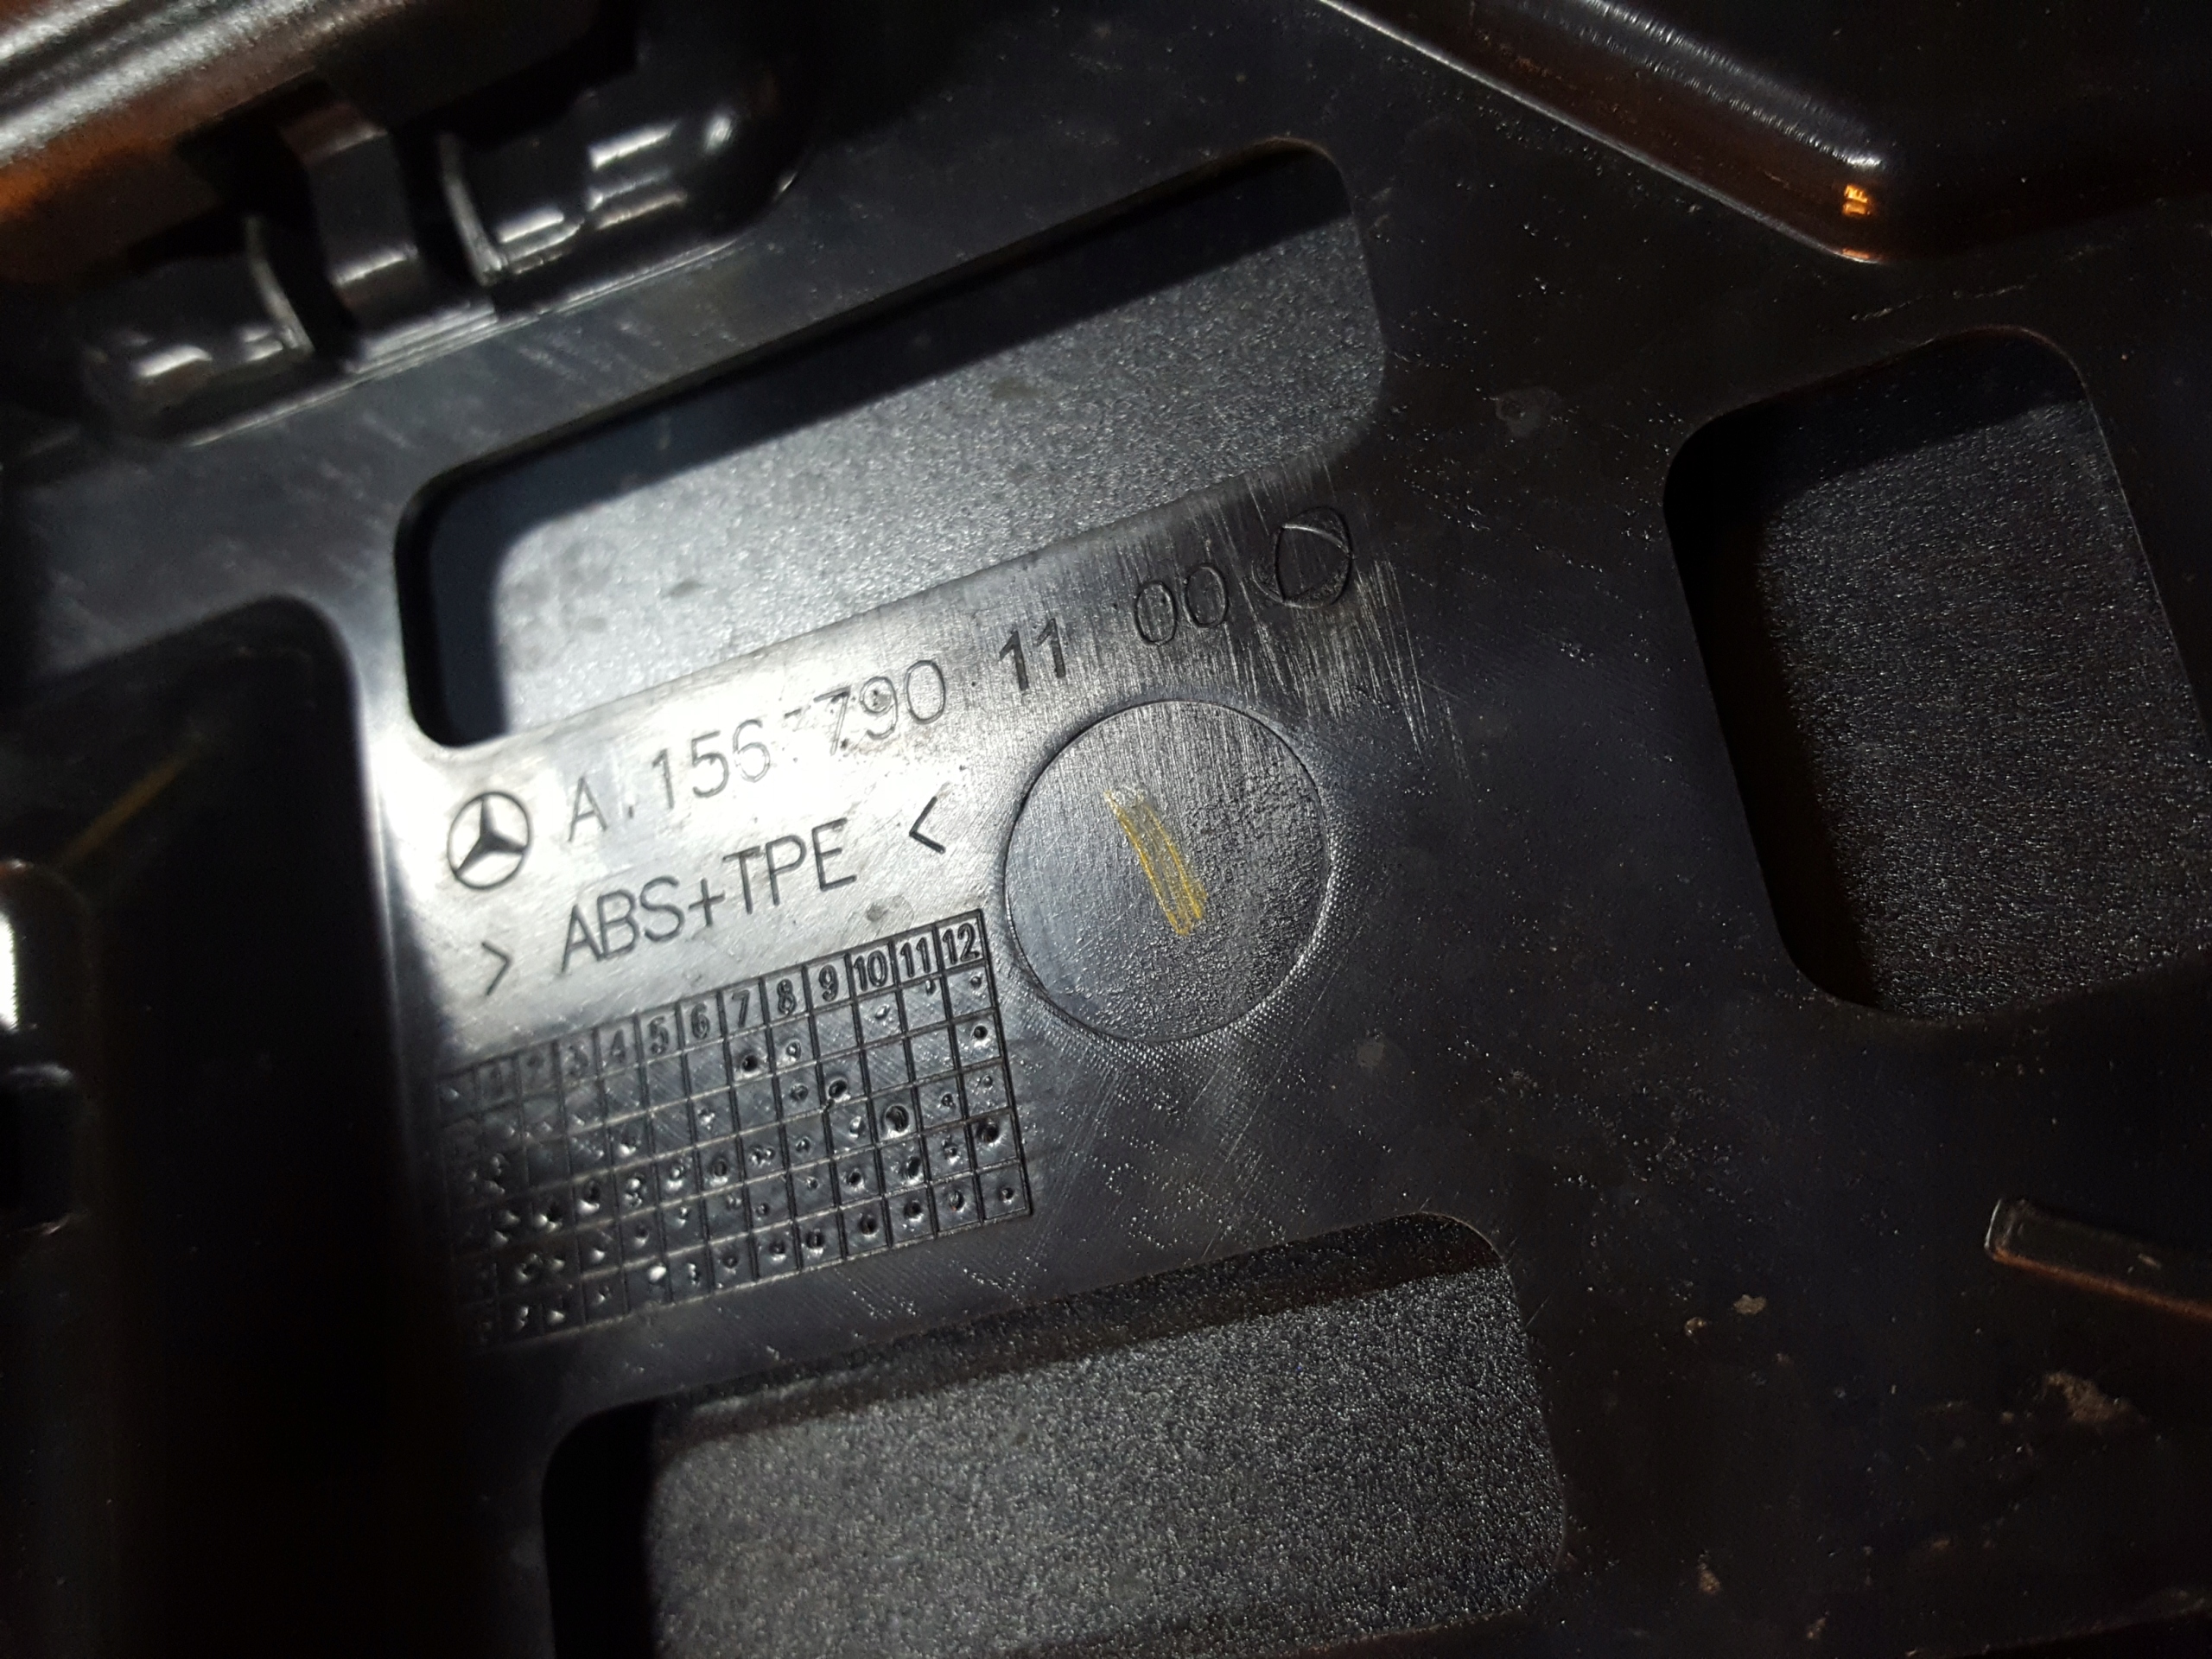 A 156 790 11 00
> ABS+TPE <
1 2 3 4 5 6 7 8 9 10 11 12